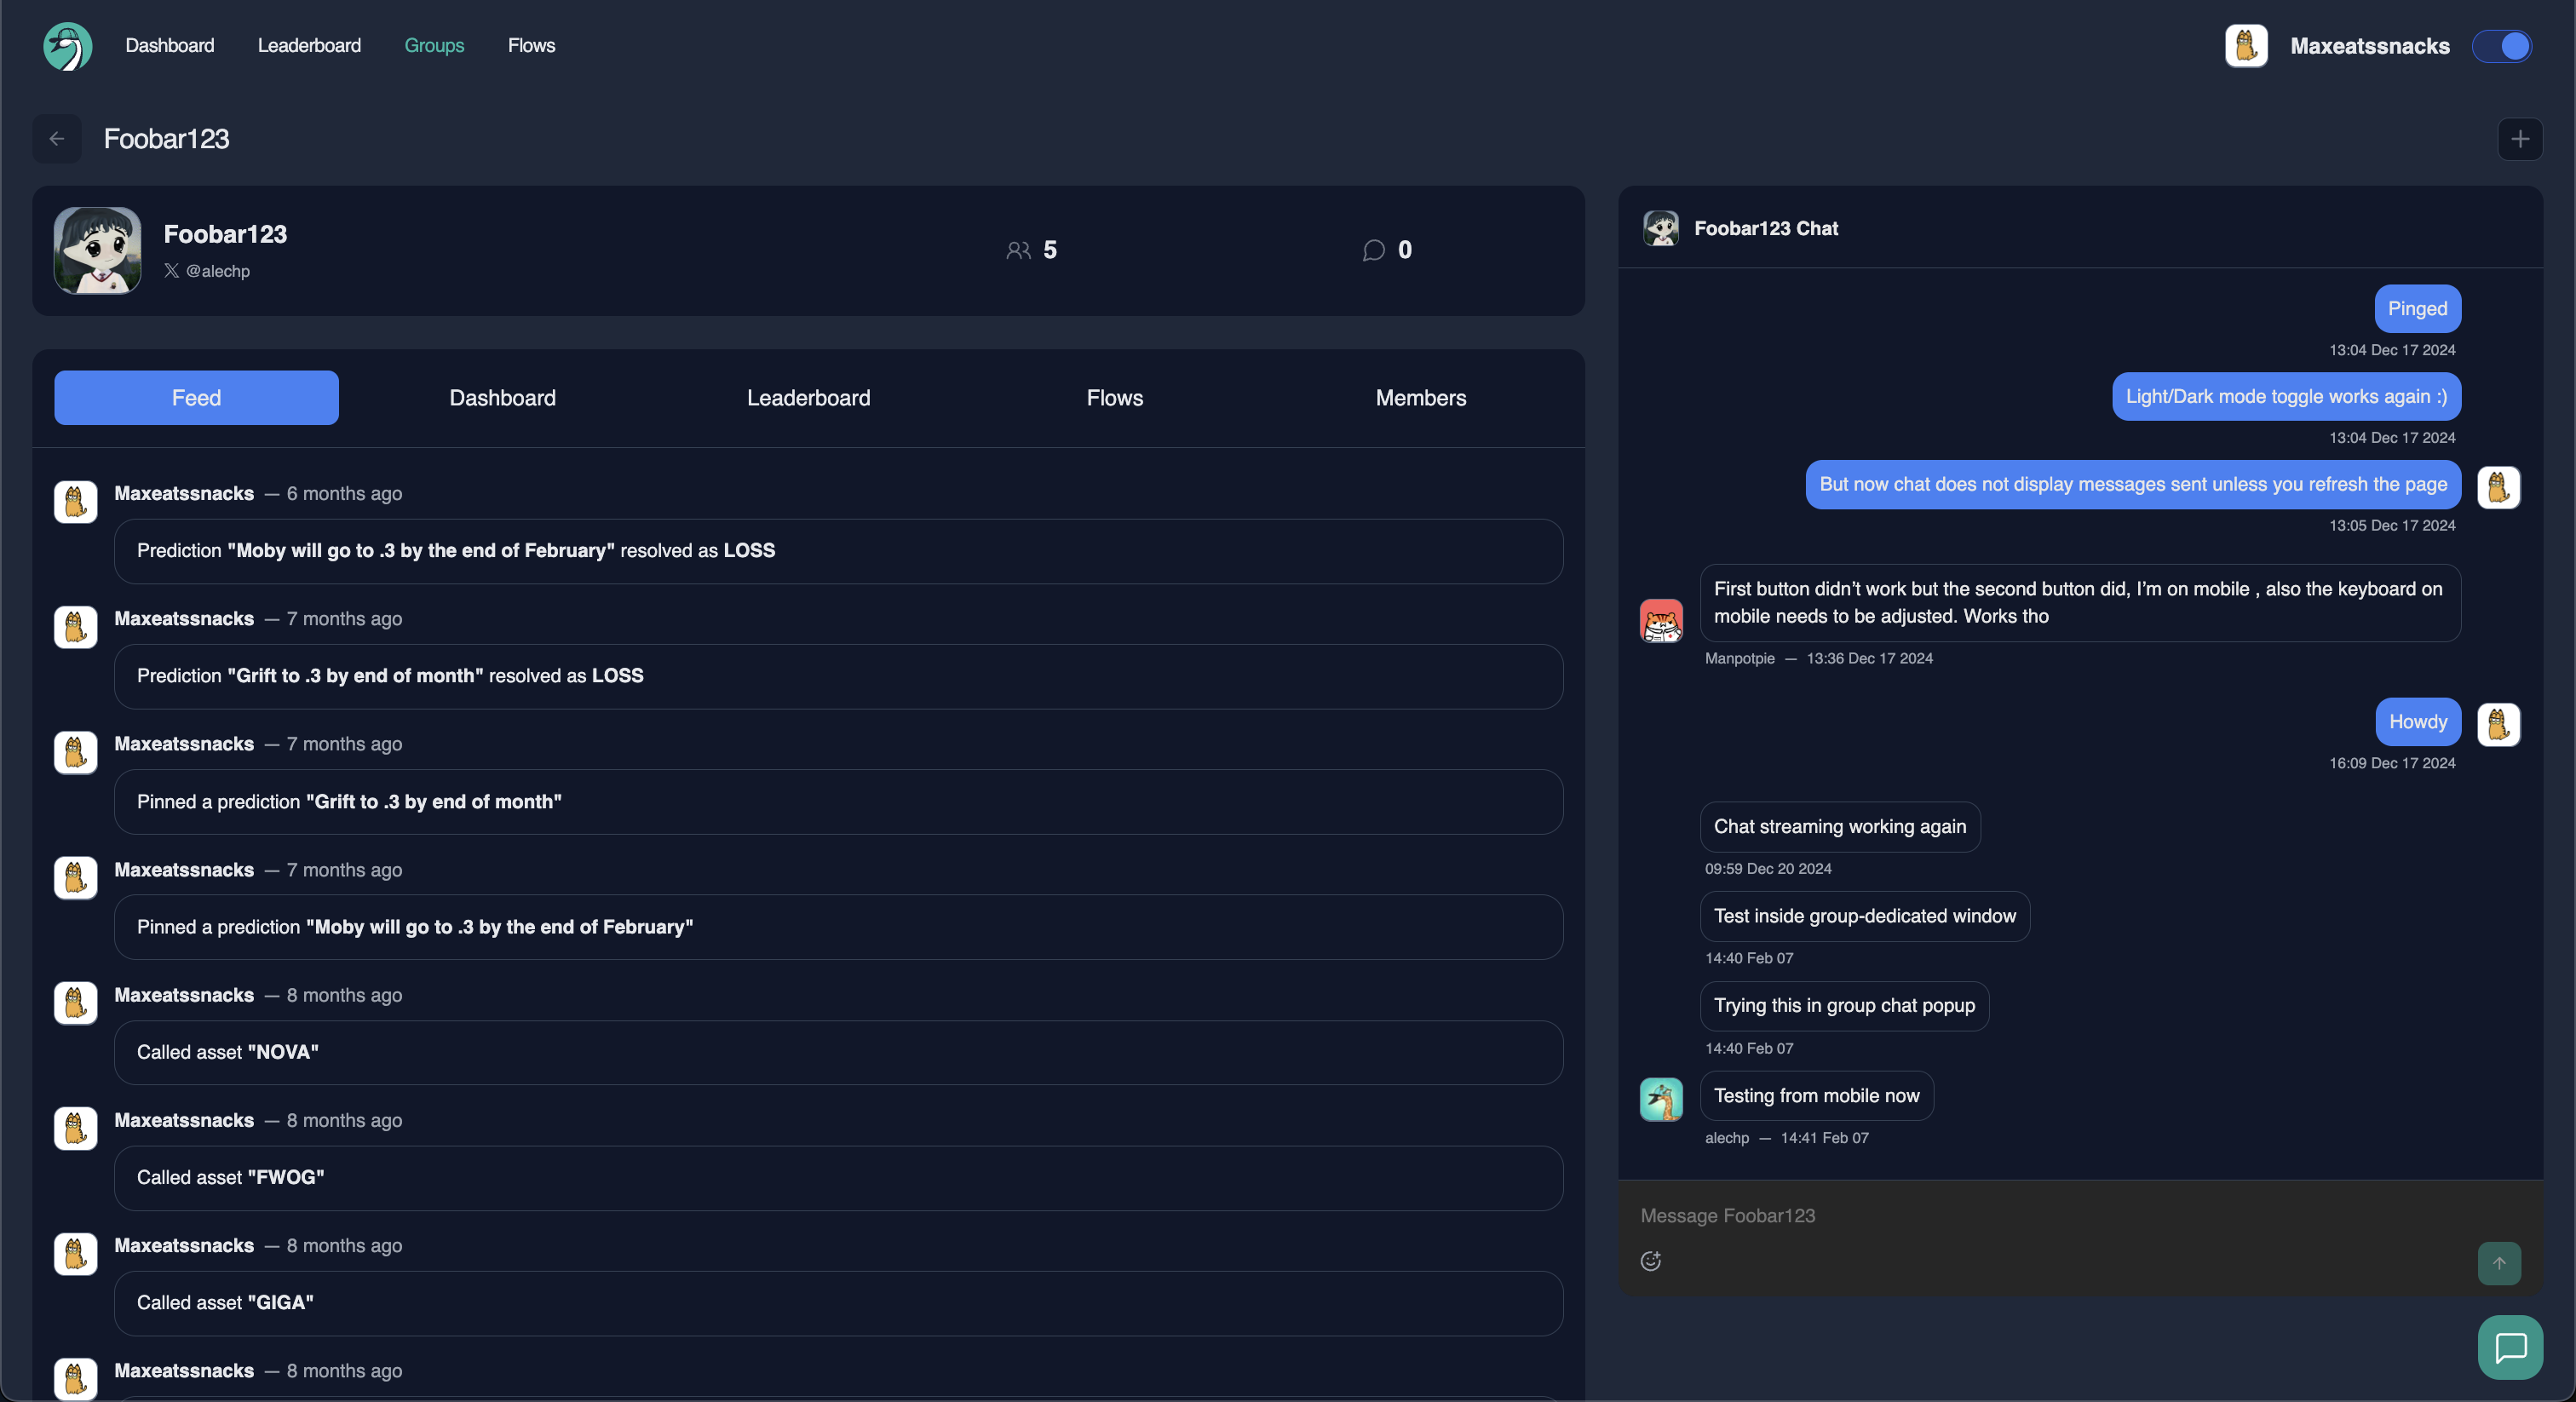 Dashboard
Leaderboard
Groups
Flows
Maxeatssnacks
Foobar123
Foobar123
@alechp
5
0
Feed
Dashboard
Leaderboard
Flows
Members
Maxeatssnacks — 6 months ago
Prediction "Moby will go to .3 by the end of February" resolved as LOSS
Maxeatssnacks — 7 months ago
Prediction "Grift to .3 by end of month" resolved as LOSS
Maxeatssnacks — 7 months ago
Pinned a prediction "Grift to .3 by end of month"
Maxeatssnacks — 7 months ago
Pinned a prediction "Moby will go to .3 by the end of February"
Maxeatssnacks — 8 months ago
Called asset "NOVA"
Maxeatssnacks — 8 months ago
Called asset "FWOG"
Maxeatssnacks — 8 months ago
Called asset "GIGA"
Maxeatssnacks — 8 months ago
Foobar123 Chat
Pinged
13:04 Dec 17 2024
Light/Dark mode toggle works again :)
13:04 Dec 17 2024
But now chat does not display messages sent unless you refresh the page
13:05 Dec 17 2024
First button didn’t work but the second button did, I’m on mobile , also the keyboard on
mobile needs to be adjusted. Works tho
Manpotpie — 13:36 Dec 17 2024
Howdy
16:09 Dec 17 2024
Chat streaming working again
09:59 Dec 20 2024
Test inside group-dedicated window
14:40 Feb 07
Trying this in group chat popup
14:40 Feb 07
Testing from mobile now
alechp — 14:41 Feb 07
Message Foobar123